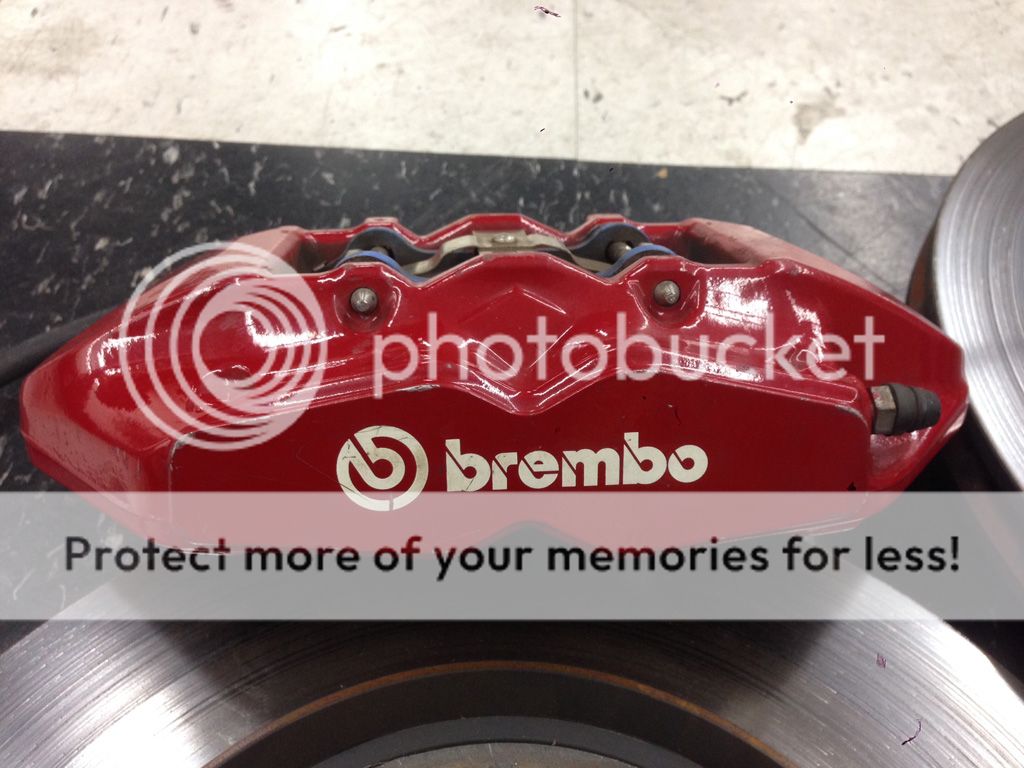 photobucket
brembo
Protect more of your memories for less!